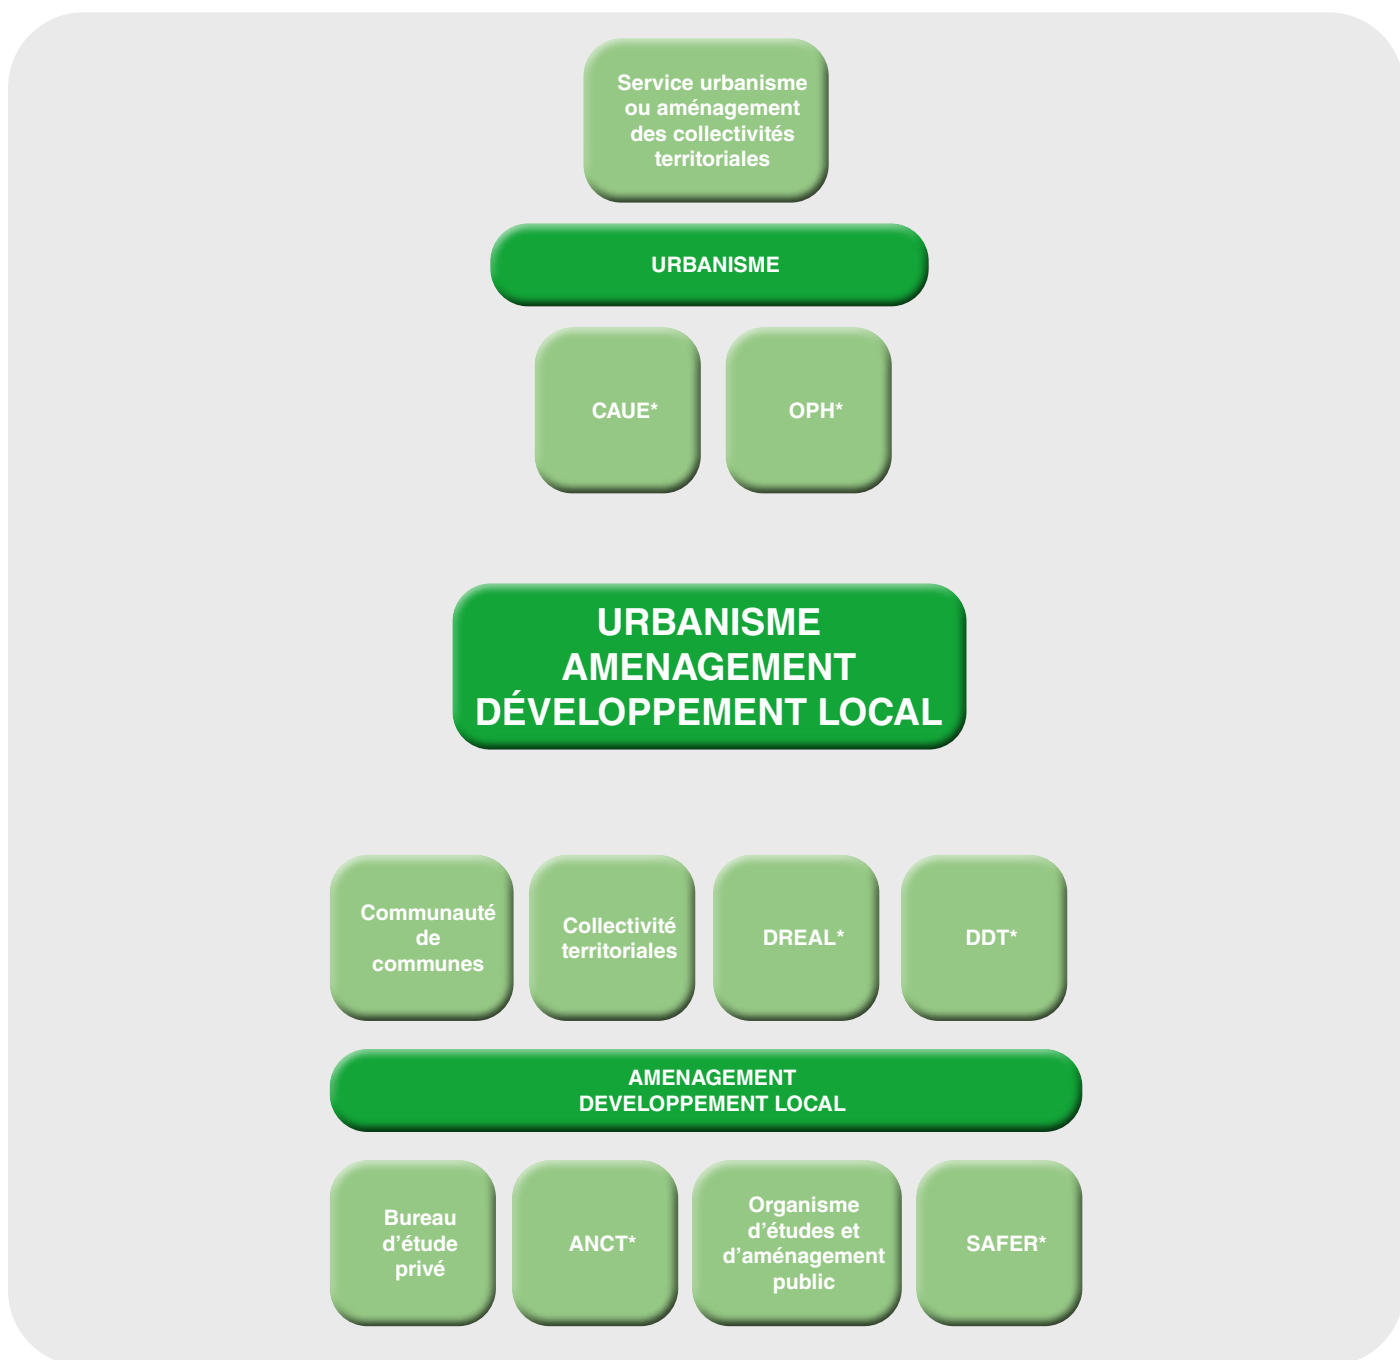 Service urbanisme
ou aménagement
des collectivités
territoriales
URBANISME
CAUE*
OPH*
URBANISME
AMENAGEMENT
DÉVELOPPEMENT LOCAL
Communauté
de
communes
Collectivité
territoriales
DREAL*
DDT*
AMENAGEMENT
DEVELOPPEMENT LOCAL
Bureau
d'étude
privé
ANCT*
Organisme
d'études et
d'aménagement
public
SAFER*